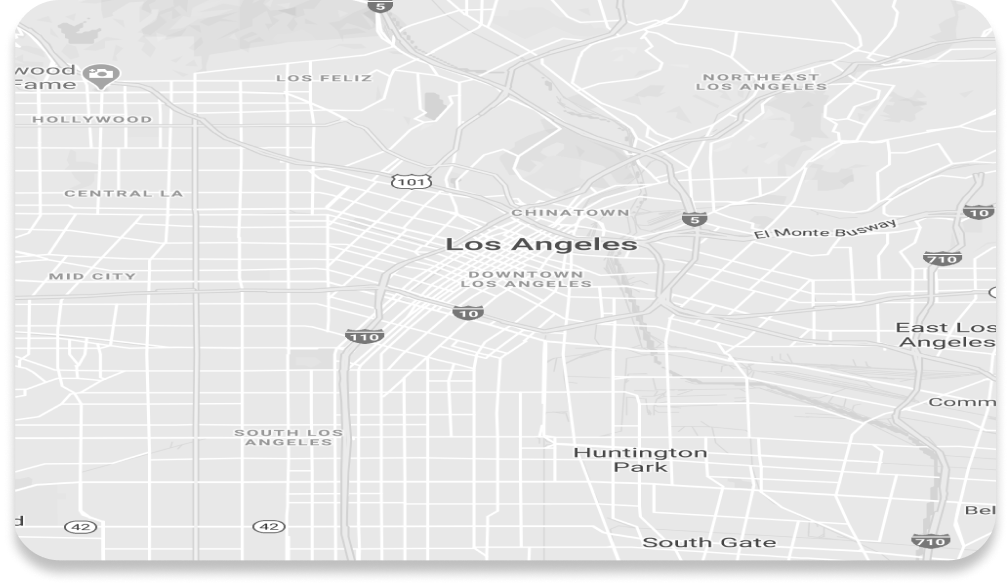 5
wood
Fame
LOS FELIZ
NORTHEAST
LOS ANGELES
HOLLYWOOD
101
CENTRAL LA
CHINATOWN
5
10
El Monte Busway
Los Angeles
710
MID CITY
DOWNTOWN
LOS ANGELES
10
110
East Los
Angeles
Comm
SOUTH LOS
ANGELES
Huntington
Park
Bel
d
42
42
South Gate
710